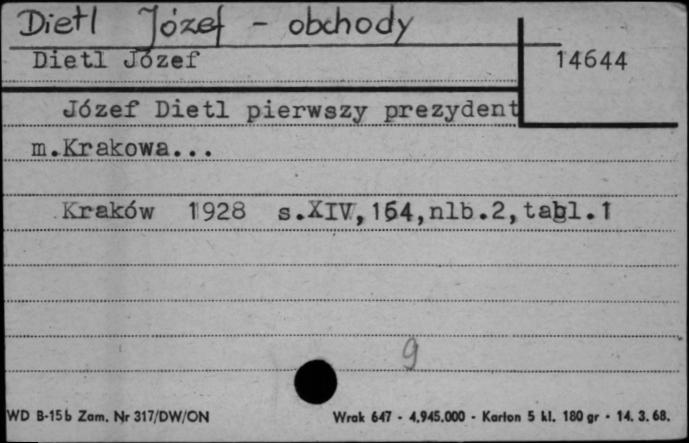 Dietl Józef - obchody
Dietl Józef
14644
Józef Dietl pierwszy prezydent
m.Krakowa...
Kraków 1928 s.XIV,164,nlb.2,tabl.1
9
WD B-15b Zam. Nr 317/DW/ON
Wrak 647 - 4.945.000 - Karton 5 kl. 180 gr - 14. 3. 68.